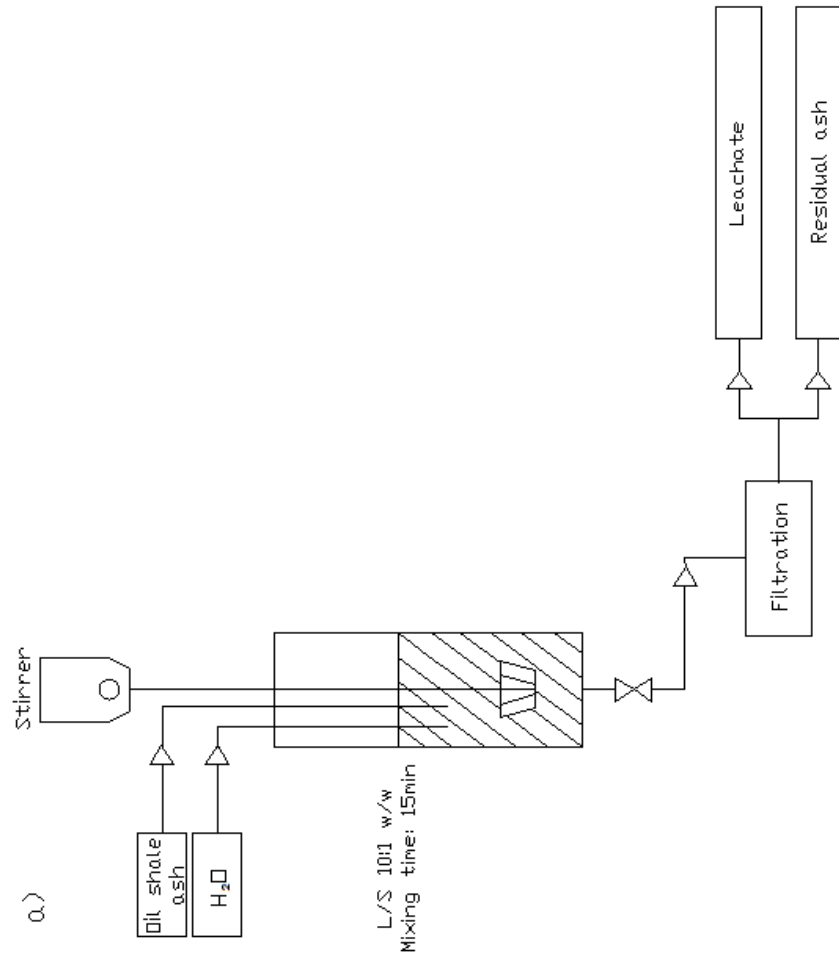 a)
Stirrer
Oil shale
ash
H₂O
L/S 10:1 w/w
Mixing time: 15min
Filtration
Leachate
Residual ash